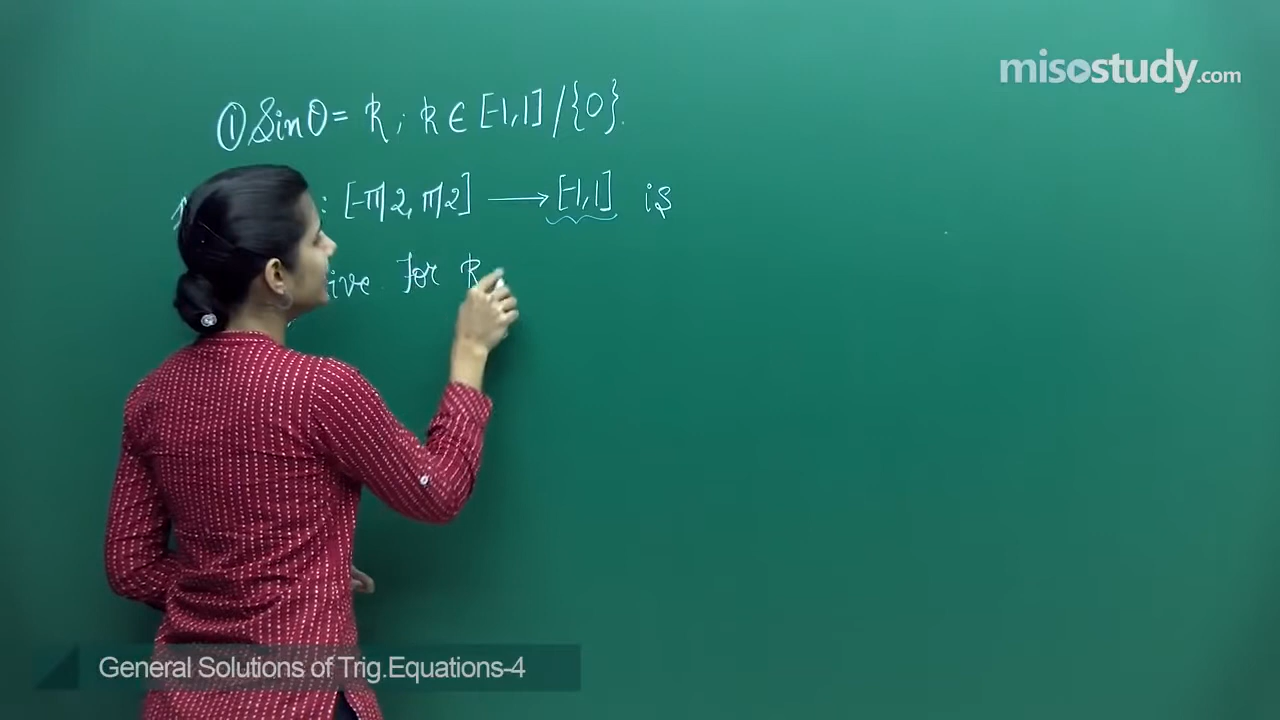 misostudy.com
① Sinθ = k ; k ∈ [-1,1] / {0}.
: [-π/2, π/2] → [-1,1] is
ive for k
General Solutions of Trig.Equations-4